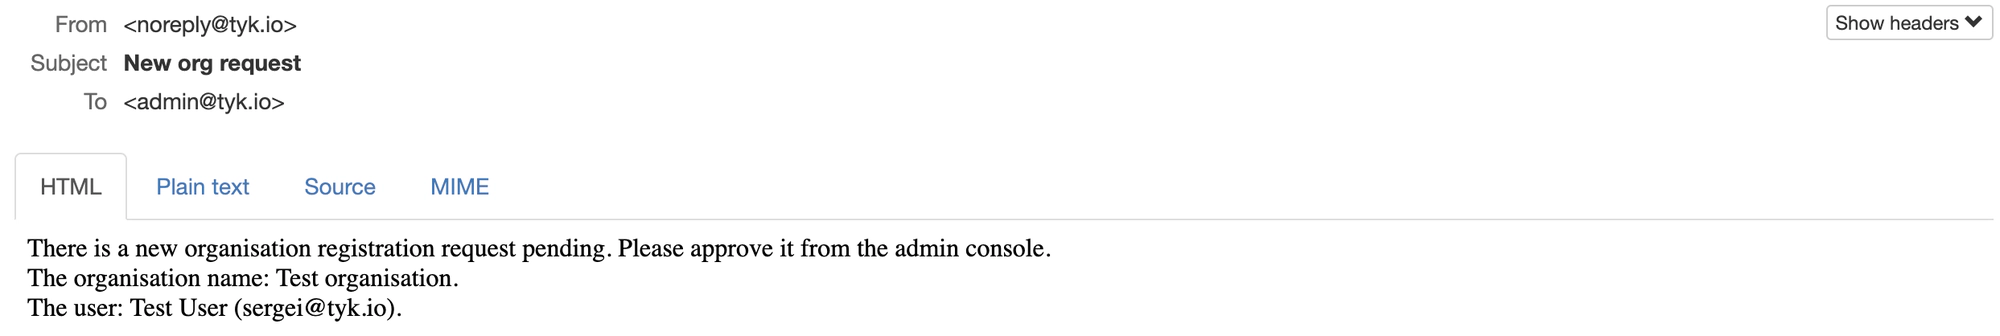 From <noreply@tyk.io>
Show headers
Subject New org request
To <admin@tyk.io>
HTML Plain text Source MIME
There is a new organisation registration request pending. Please approve it from the admin console.
The organisation name: Test organisation.
The user: Test User (sergei@tyk.io).